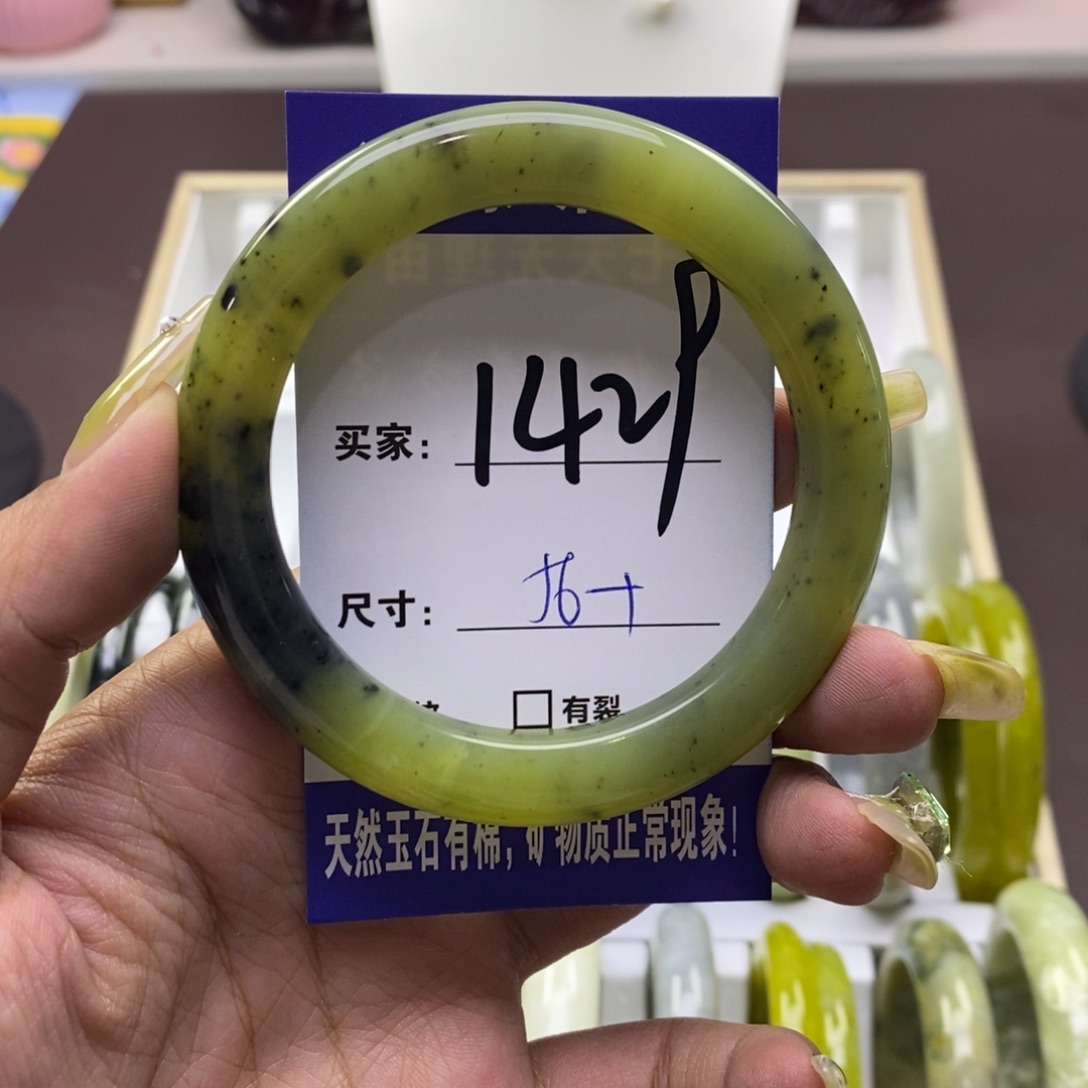 买家: 1429
尺寸: 56+
□有裂
天然玉石有棉, 矿物质正常现象!